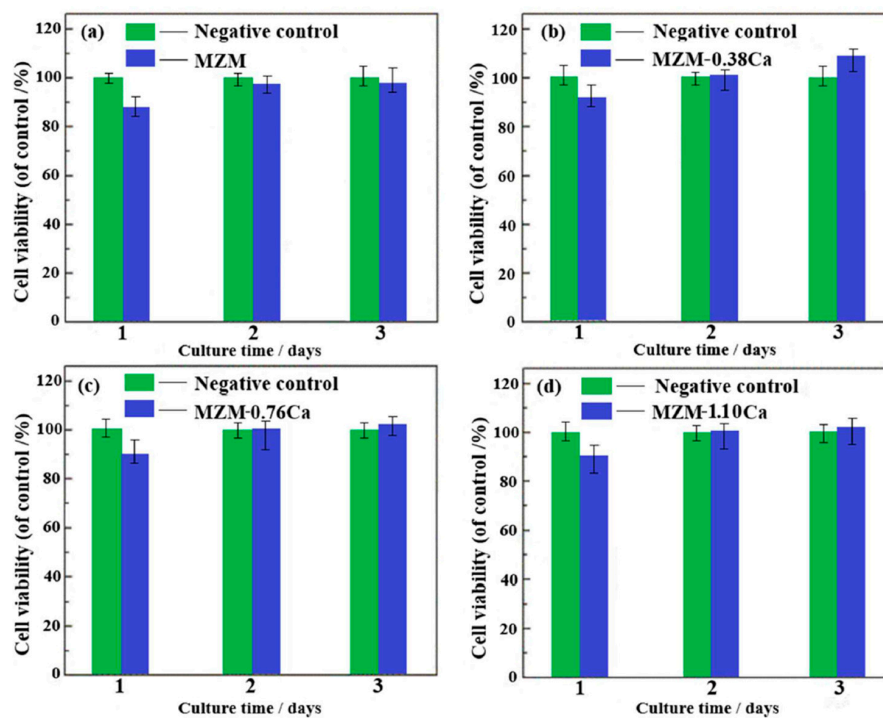 (a)
Negative control
MZM
Cell viability (of control /%)
120
100
80
60
40
20
0
1
2
3
Culture time / days
(b)
Negative control
MZM-0.38Ca
Cell viability (of control /%)
120
100
80
60
40
20
0
1
2
3
Culture time / days
(c)
Negative control
MZM-0.76Ca
Cell viability (of control /%)
120
100
80
60
40
20
0
1
2
3
Culture time / days
(d)
Negative control
MZM-1.10Ca
Cell viability (of control /%)
120
100
80
60
40
20
0
1
2
3
Culture time / days